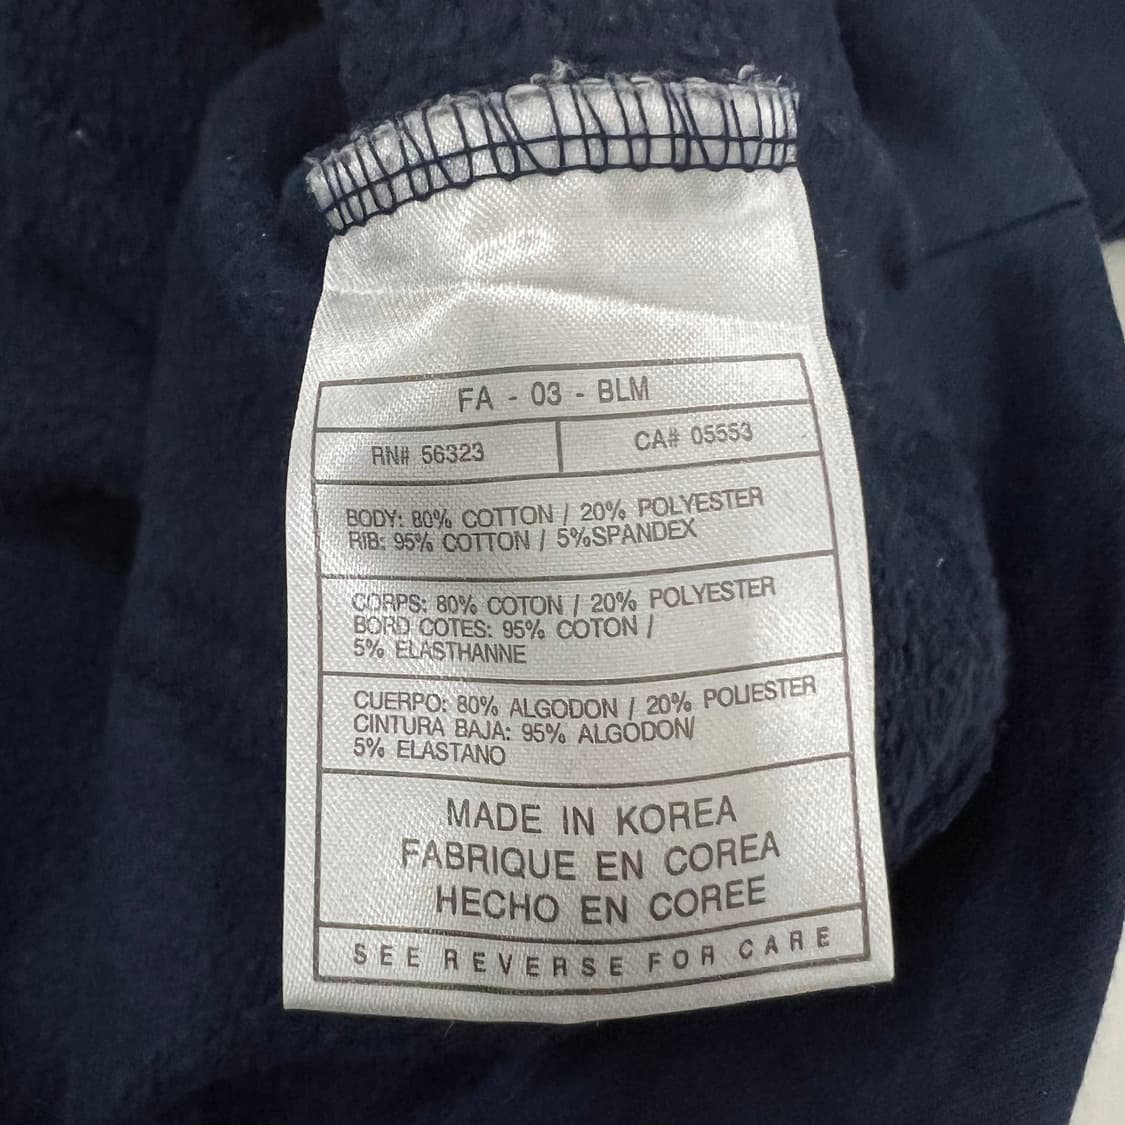 FA - 03 - BLM
RN# 56323
CA# 05553
BODY: 80% COTTON / 20% POLYESTER
RIB: 95% COTTON / 5%SPANDEX
CORPS: 80% COTON / 20% POLYESTER
BORD COTES: 95% COTON /
5% ELASTHANNE
CUERPO: 80% ALGODON / 20% POLIESTER
CINTURA BAJA: 95% ALGODON/
5% ELASTANO
MADE IN KOREA
FABRIQUE EN COREA
HECHO EN COREE
SEE REVERSE FOR CARE